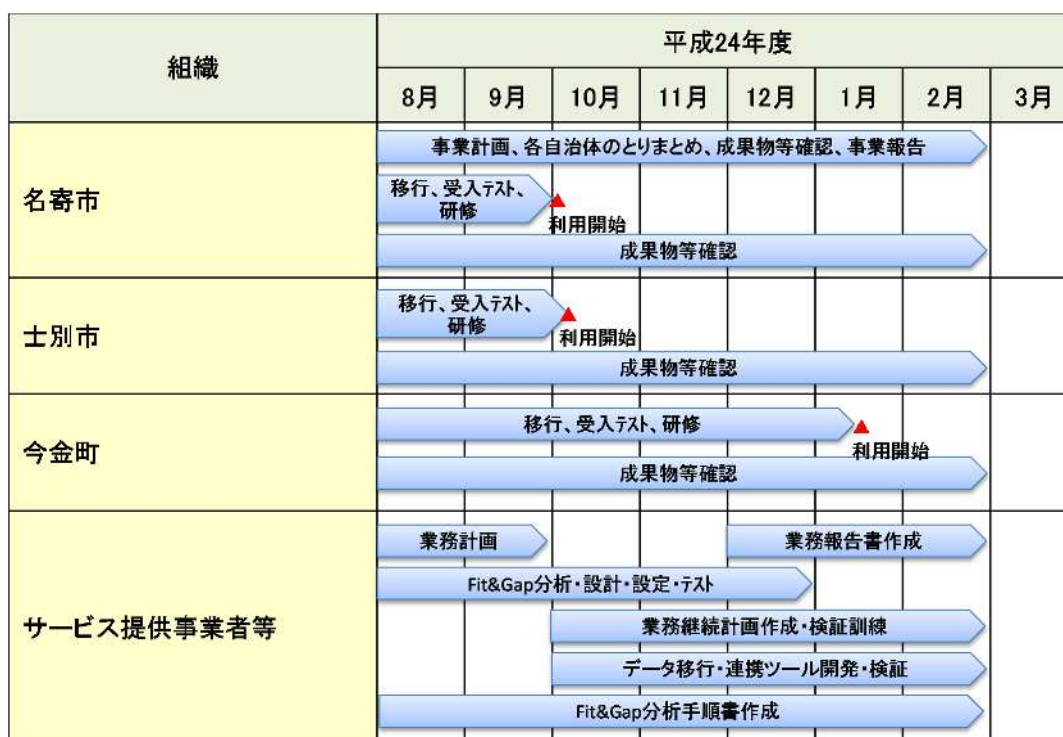 組織
平成24年度
8月 9月 10月 11月 12月 1月 2月 3月
名寄市
事業計画、各自治体のとりまとめ、成果物等確認、事業報告
移行、受入テスト、
研修
利用開始
成果物等確認
士別市
移行、受入テスト、
研修
利用開始
成果物等確認
今金町
移行、受入テスト、研修
利用開始
成果物等確認
サービス提供事業者等
業務計画
業務報告書作成
Fit&Gap分析・設計・設定・テスト
業務継続計画作成・検証訓練
データ移行・連携ツール開発・検証
Fit&Gap分析手順書作成